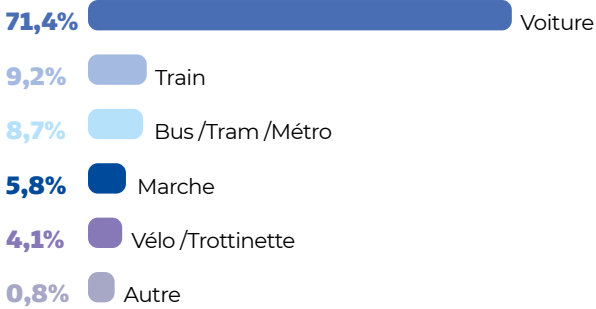 71,4% Voiture
9,2% Train
8,7% Bus /Tram /Métro
5,8% Marche
4,1% Vélo /Trottinette
0,8% Autre